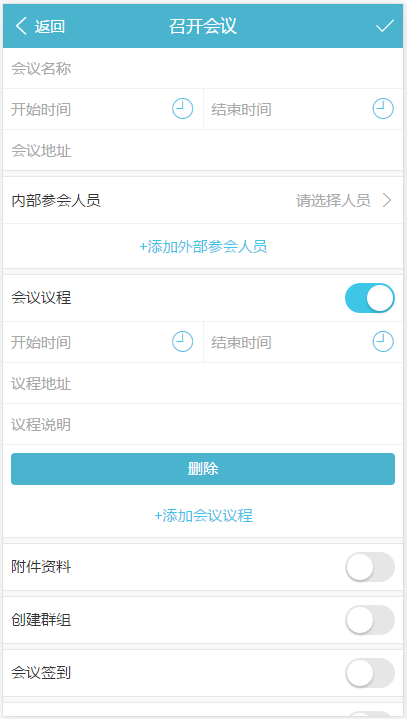 返回 召开会议
会议名称
开始时间 结束时间
会议地址
内部参会人员 请选择人员
+添加外部参会人员
会议议程
开始时间 结束时间
议程地址
议程说明
删除
+添加会议议程
附件资料
创建群组
会议签到